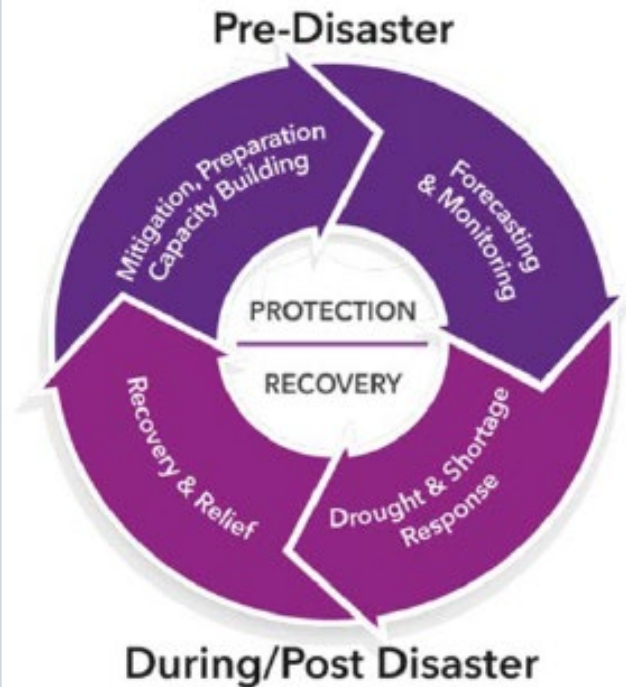 Pre-Disaster
Mitigation, Preparation
Capacity Building
Forecasting
& Monitoring
PROTECTION
RECOVERY
Recovery & Relief
Drought & Shortage
Response
During/Post Disaster